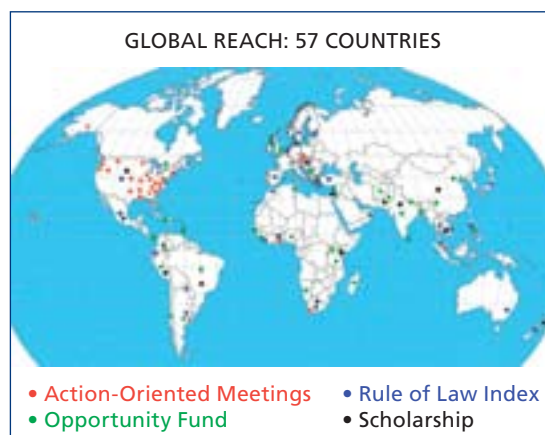 GLOBAL REACH: 57 COUNTRIES
• Action-Oriented Meetings
• Opportunity Fund
• Rule of Law Index
• Scholarship